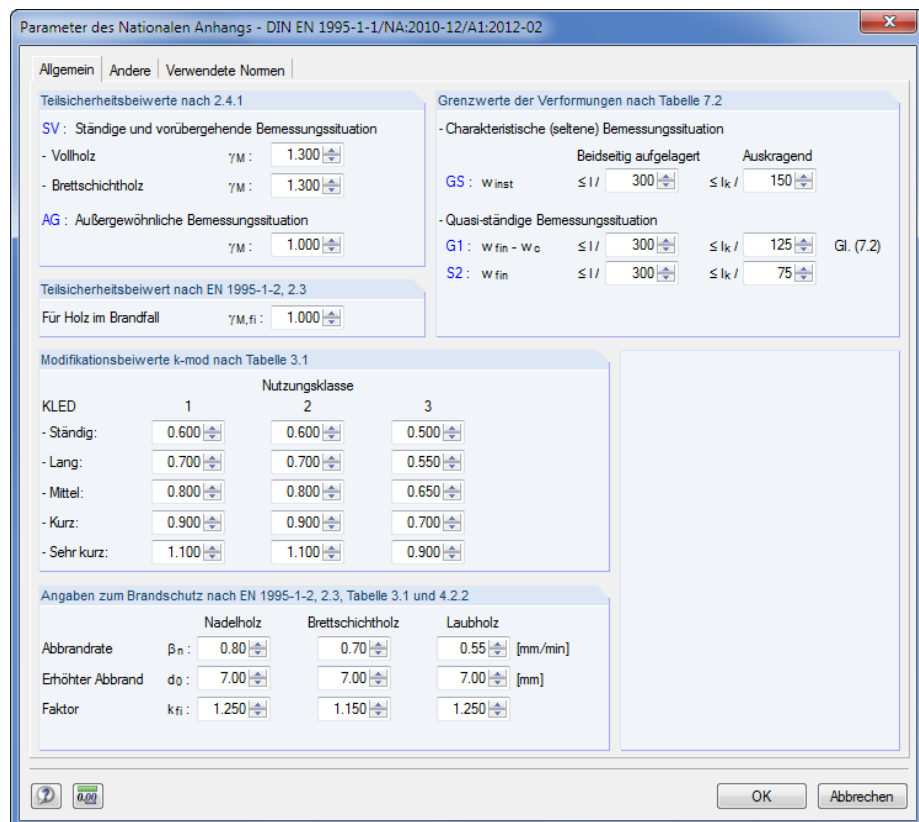 Parameter des Nationalen Anhangs - DIN EN 1995-1-1/NA:2010-12/A1:2012-02
Allgemein Andere Verwendete Normen
Teilsicherheitsbeiwerte nach 2.4.1
SV : Ständige und vorübergehende Bemessungssituation
- Vollholz γM : 1.300
- Brettschichtholz γM : 1.300
AG : Außergewöhnliche Bemessungssituation
γM : 1.000
Teilsicherheitsbeiwert nach EN 1995-1-2, 2.3
Für Holz im Brandfall γM,fi : 1.000
Grenzwerte der Verformungen nach Tabelle 7.2
- Charakteristische (seltene) Bemessungssituation
Beidseitig aufgelagert Auskragend
GS : w inst ≤ l / 300 ≤ lk / 150
- Quasi-ständige Bemessungssituation
G1 : w fin - w c ≤ l / 300 ≤ lk / 125 Gl. (7.2)
S2 : w fin ≤ l / 300 ≤ lk / 75
Modifikationsbeiwerte k-mod nach Tabelle 3.1
Nutzungsklasse
KLED 1 2 3
- Ständig: 0.600 0.600 0.500
- Lang: 0.700 0.700 0.550
- Mittel: 0.800 0.800 0.650
- Kurz: 0.900 0.900 0.700
- Sehr kurz: 1.100 1.100 0.900
Angaben zum Brandschutz nach EN 1995-1-2, 2.3, Tabelle 3.1 und 4.2.2
Nadelholz Brettschichtholz Laubholz
Abbrandrate βn : 0.80 0.70 0.55 [mm/min]
Erhöhter Abbrand d0 : 7.00 7.00 7.00 [mm]
Faktor kfi : 1.250 1.150 1.250
0.00
OK Abbrechen